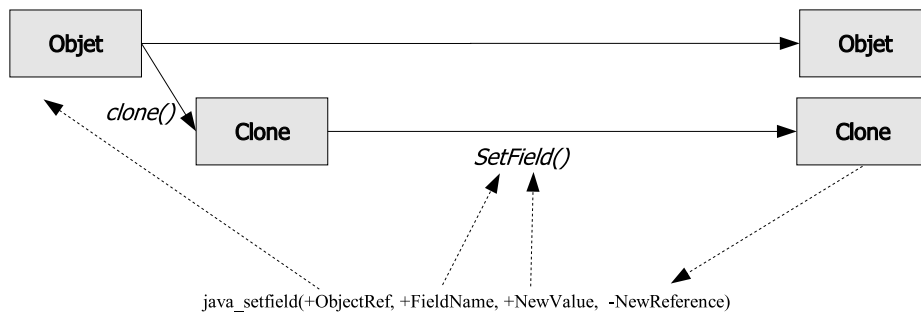 Objet
Objet
clone()
Clone
Clone
SetField()
java_setfield(+ObjectRef, +FieldName, +NewValue, -NewReference)